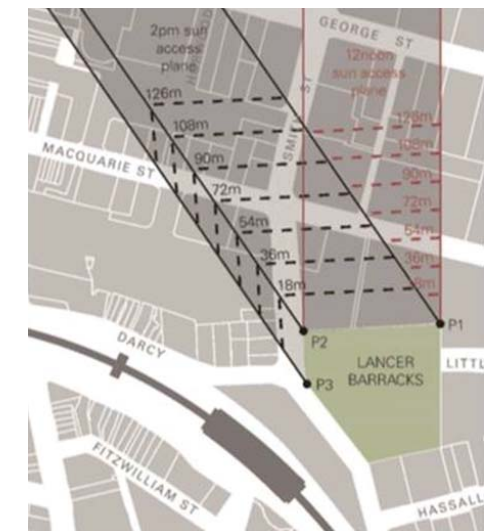 GEORGE ST
2pm sun
access
plane
12noon
sun access
plane
SMITH ST
126m
108m
90m
72m
54m
36m
18m
126m
108m
90m
72m
54m
36m
MACQUARIE ST
P1
P2
P3
LANCER
BARRACKS
LITTL
DARCY
FITZWILLIAM ST
HASSALL